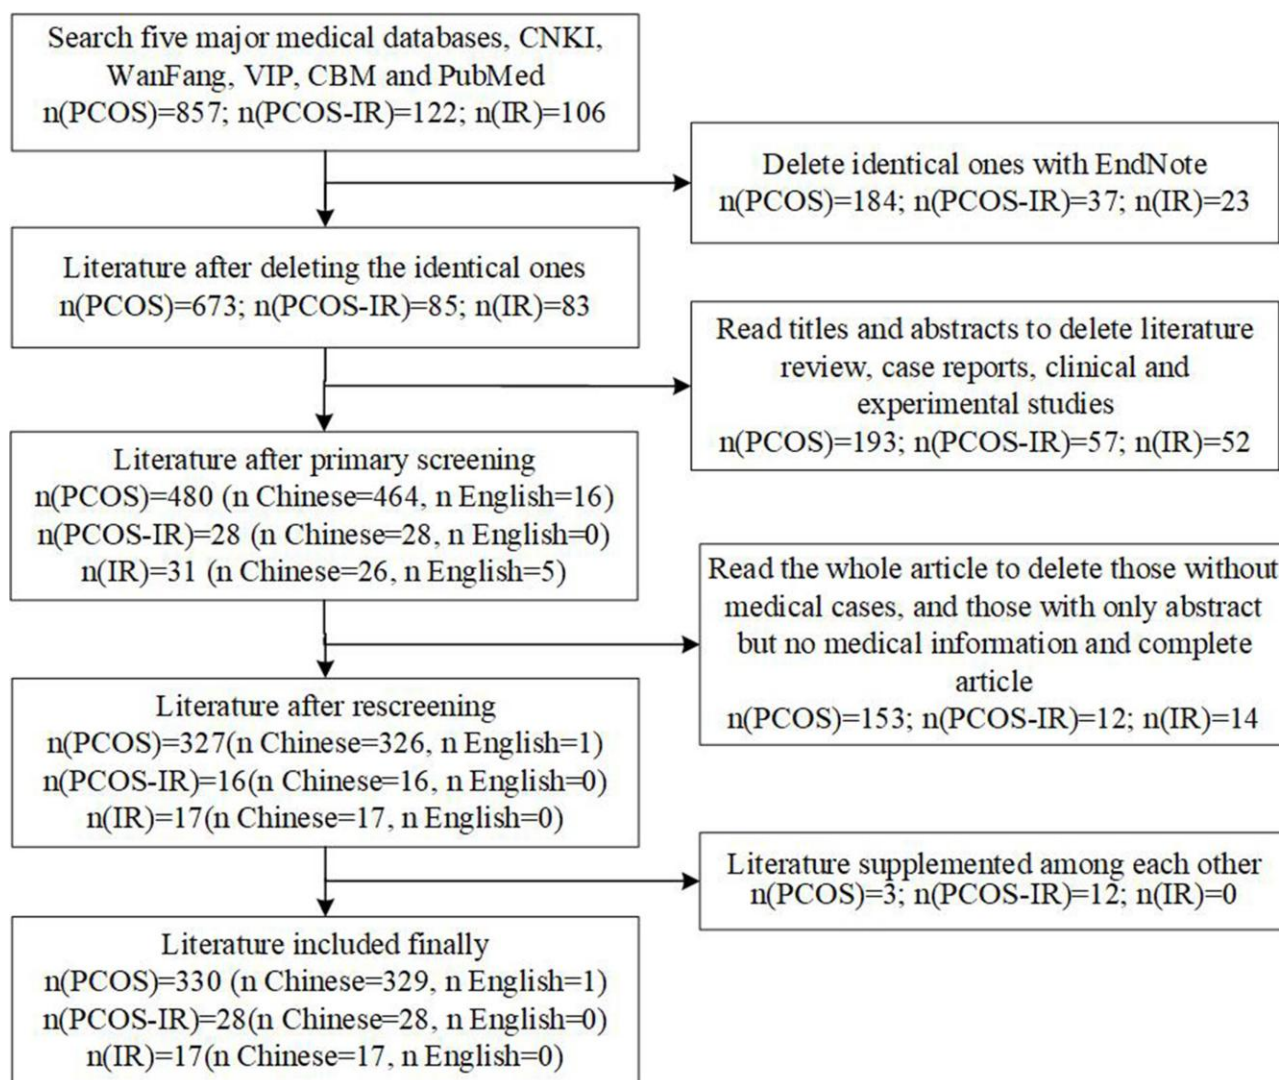 Search five major medical databases, CNKI,
WanFang, VIP, CBM and PubMed
n(PCOS)=857; n(PCOS-IR)=122; n(IR)=106
Delete identical ones with EndNote
n(PCOS)=184; n(PCOS-IR)=37; n(IR)=23
Literature after deleting the identical ones
n(PCOS)=673; n(PCOS-IR)=85; n(IR)=83
Read titles and abstracts to delete literature
review, case reports, clinical and
experimental studies
n(PCOS)=193; n(PCOS-IR)=57; n(IR)=52
Literature after primary screening
n(PCOS)=480 (n Chinese=464, n English=16)
n(PCOS-IR)=28 (n Chinese=28, n English=0)
n(IR)=31 (n Chinese=26, n English=5)
Read the whole article to delete those without
medical cases, and those with only abstract
but no medical information and complete
article
n(PCOS)=153; n(PCOS-IR)=12; n(IR)=14
Literature after rescreening
n(PCOS)=327(n Chinese=326, n English=1)
n(PCOS-IR)=16(n Chinese=16, n English=0)
n(IR)=17(n Chinese=17, n English=0)
Literature supplemented among each other
n(PCOS)=3; n(PCOS-IR)=12; n(IR)=0
Literature included finally
n(PCOS)=330 (n Chinese=329, n English=1)
n(PCOS-IR)=28(n Chinese=28, n English=0)
n(IR)=17(n Chinese=17, n English=0)